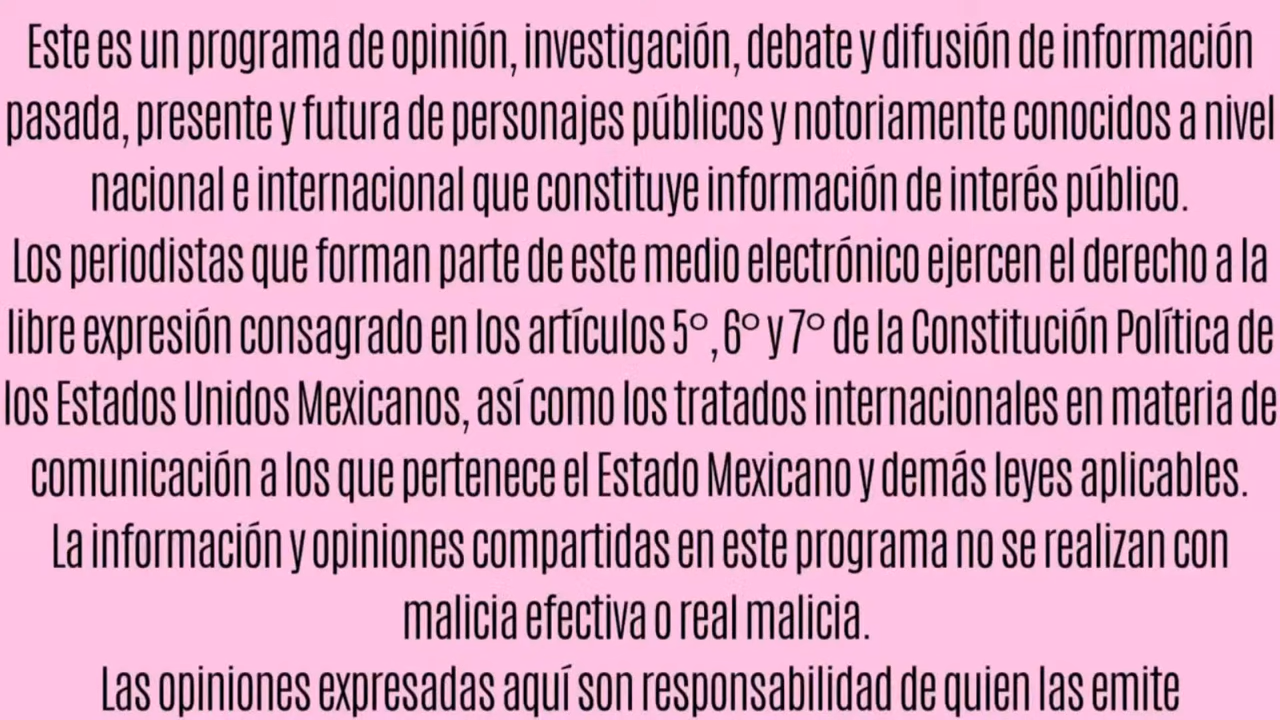 Este es un programa de opinión, investigación, debate y difusión de información
pasada, presente y futura de personajes públicos y notoriamente conocidos a nivel
nacional e internacional que constituye información de interés público.
Los periodistas que forman parte de este medio electrónico ejercen el derecho a la
libre expresión consagrado en los artículos 5°, 6° y 7° de la Constitución Política de
los Estados Unidos Mexicanos, así como los tratados internacionales en materia de
comunicación a los que pertenece el Estado Mexicano y demás leyes aplicables.
La información y opiniones compartidas en este programa no se realizan con
malicia efectiva o real malicia.
Las opiniones expresadas aquí son responsabilidad de quien las emite